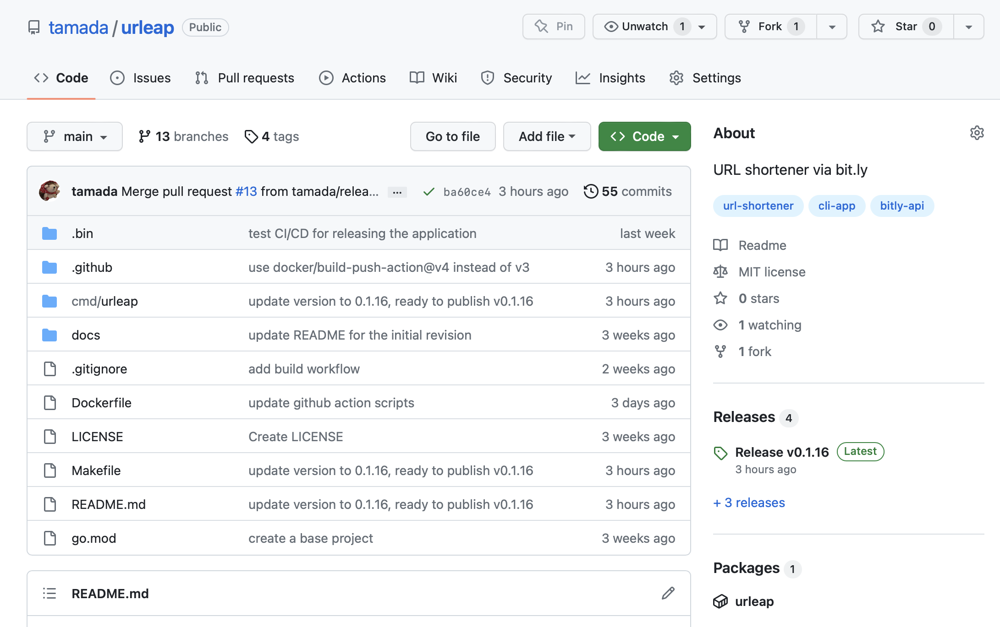 tamada / urleap Public
Pin
Unwatch 1
Fork 1
Star 0
Code
Issues
Pull requests
Actions
Wiki
Security
Insights
Settings
main
13 branches
4 tags
Go to file
Add file
Code
tamada Merge pull request #13 from tamada/relea... ... ba60ce4 3 hours ago 55 commits
.bin test CI/CD for releasing the application last week
.github use docker/build-push-action@v4 instead of v3 3 hours ago
cmd/urleap update version to 0.1.16, ready to publish v0.1.16 3 hours ago
docs update README for the initial revision 3 weeks ago
.gitignore add build workflow 2 weeks ago
Dockerfile update github action scripts 3 days ago
LICENSE Create LICENSE 3 weeks ago
Makefile update version to 0.1.16, ready to publish v0.1.16 3 hours ago
README.md update version to 0.1.16, ready to publish v0.1.16 3 hours ago
go.mod create a base project 3 weeks ago
README.md
About
URL shortener via bit.ly
url-shortener cli-app bitly-api
Readme
MIT license
0 stars
1 watching
1 fork
Releases 4
Release v0.1.16 Latest
3 hours ago
+ 3 releases
Packages 1
urleap